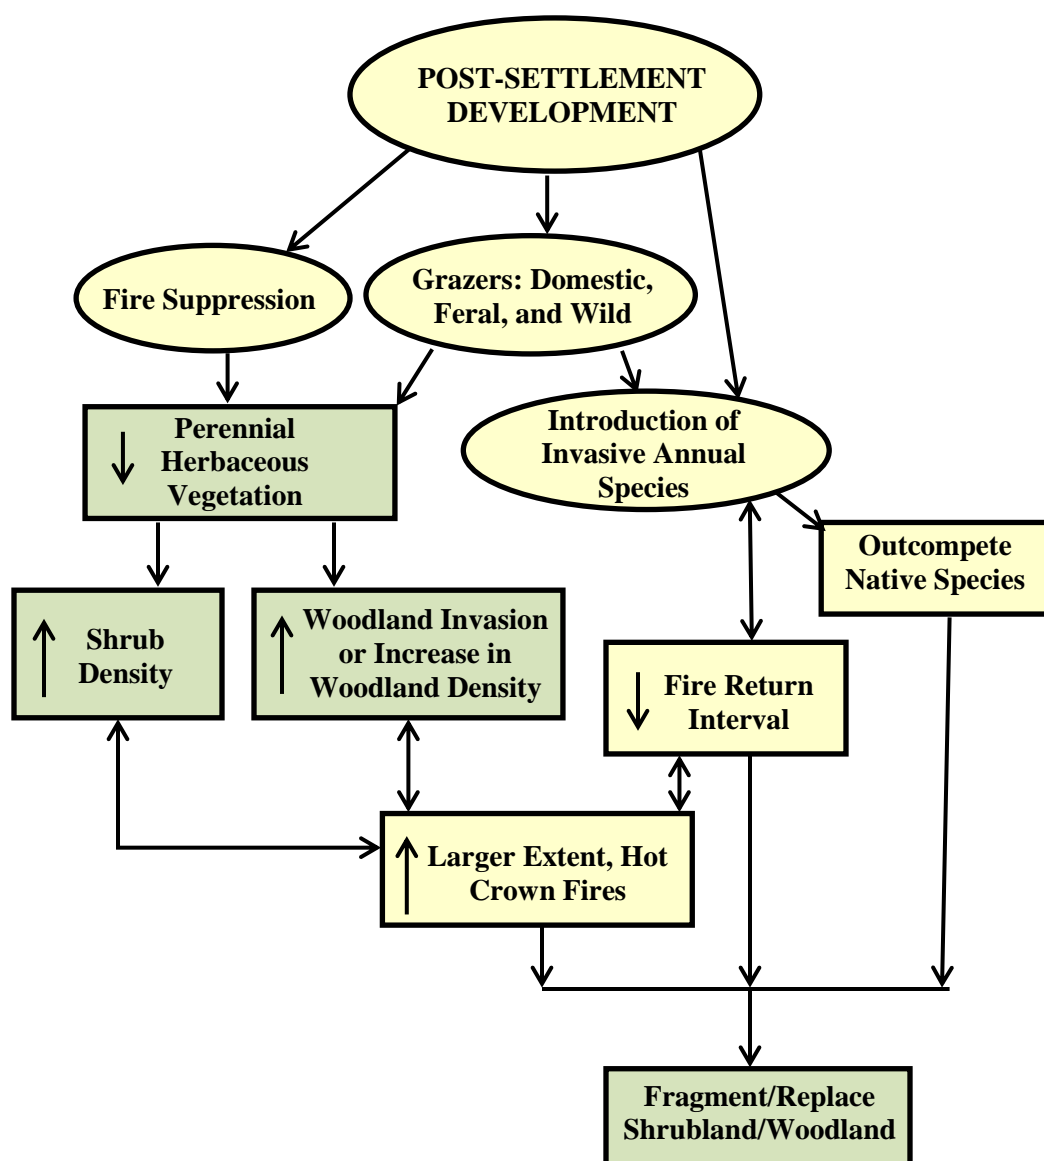 POST-SETTLEMENT
DEVELOPMENT
Fire Suppression
Grazers: Domestic,
Feral, and Wild
Perennial
Herbaceous
Vegetation
Introduction of
Invasive Annual
Species
Outcompete
Native Species
Shrub
Density
Woodland Invasion
or Increase in
Woodland Density
Fire Return
Interval
Larger Extent, Hot
Crown Fires
Fragment/Replace
Shrubland/Woodland